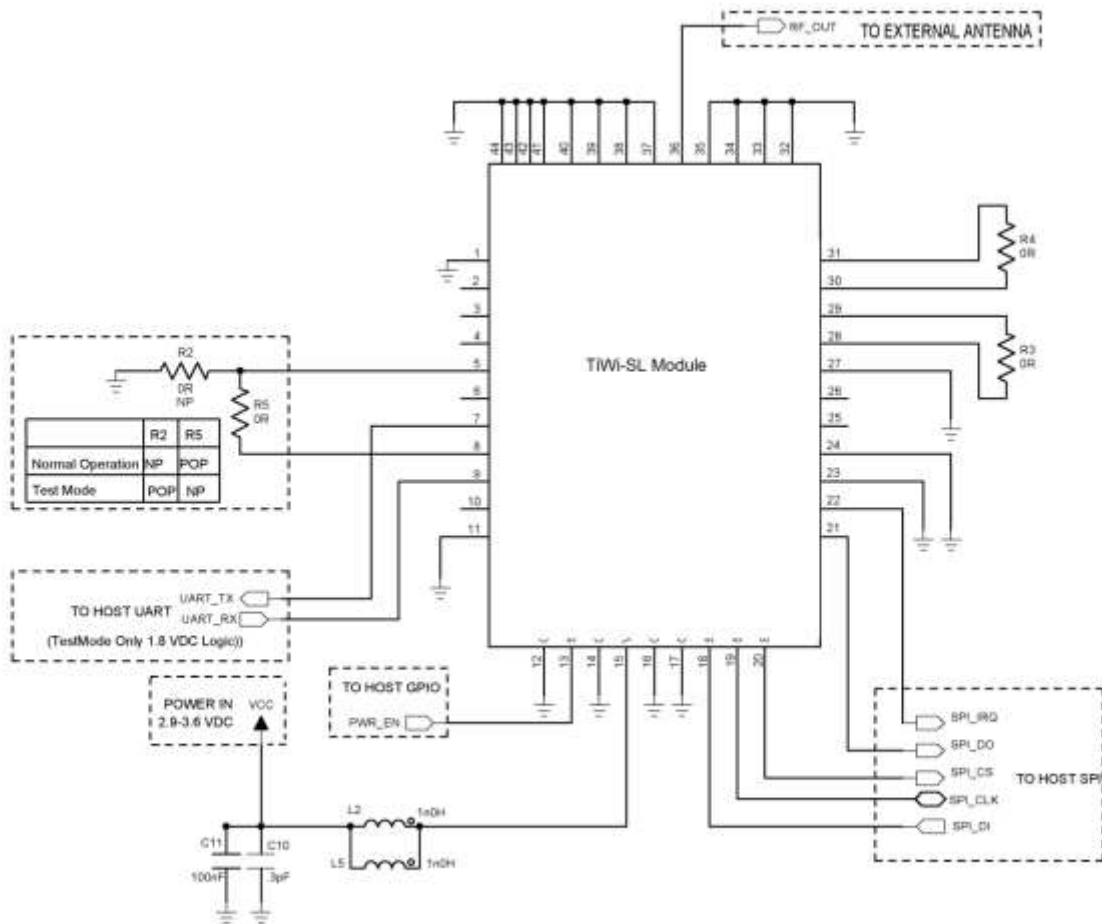 RF_OUT TO EXTERNAL ANTENNA
44 43 42 41 40 39 38 37 36 35 34 33 32
TiWi-SL Module
1
2
3
4
5
6
7
8
9
10
11
31
30
29
28
27
26
25
24
23
22
21
12 13 14 15 16 17 18 19 20
R4
0R
R3
0R
R2
0R
NP
R5
0R
R2 R5
Normal Operation NP POP
Test Mode POP NP
UART_TX
TO HOST UART
UART_RX
(TestMode Only 1.8 VDC Logic))
POWER IN VCC
2.9-3.6 VDC
TO HOST GPIO
PWR_EN
SPI_IRQ
SPI_DO
SPI_CS
TO HOST SPI
SPI_CLK
SPI_DI
L2 1n0H
L5 1n0H
C11 C10
100nF